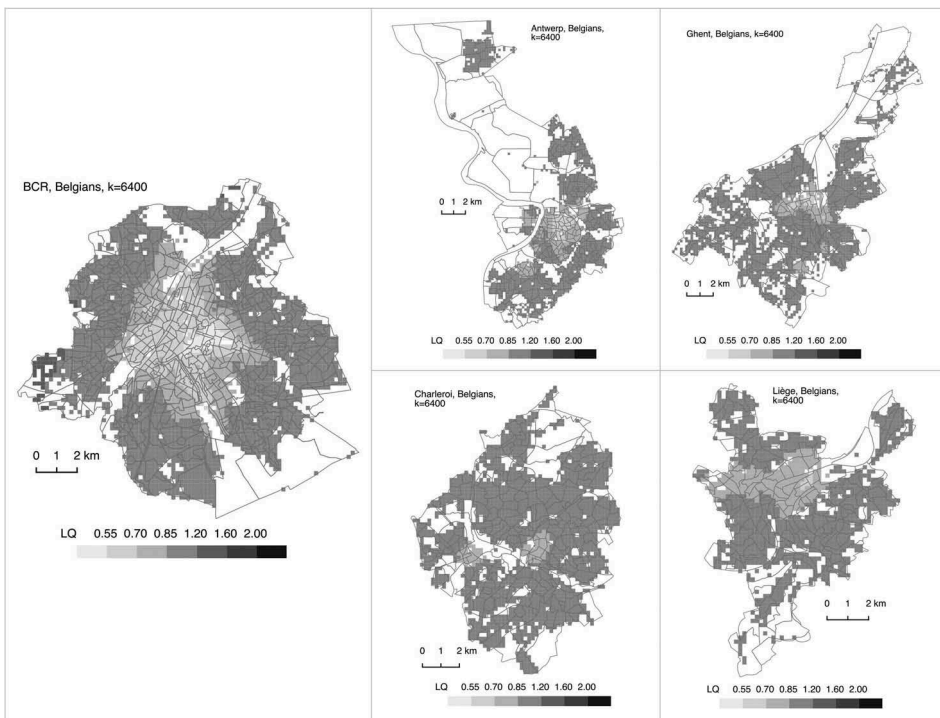 BCR, Belgians, k=6400
0 1 2 km
LQ 0.55 0.70 0.85 1.20 1.60 2.00
Antwerp, Belgians,
k=6400
0 1 2 km
LQ 0.55 0.70 0.85 1.20 1.60 2.00
Ghent, Belgians, k=6400
0 1 2 km
LQ 0.55 0.70 0.85 1.20 1.60 2.00
Charleroi, Belgians,
k=6400
0 1 2 km
LQ 0.55 0.70 0.85 1.20 1.60 2.00
Liège, Belgians,
k=6400
0 1 2 km
LQ 0.55 0.70 0.85 1.20 1.60 2.00